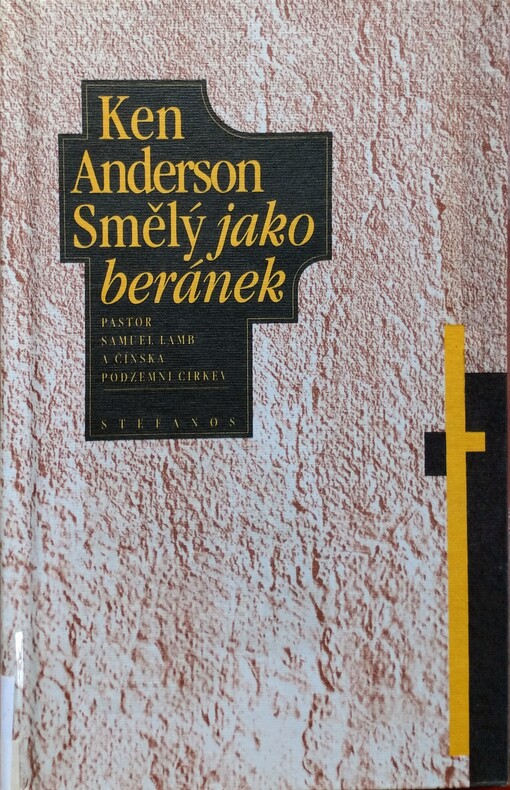 Ken
Anderson
Smělý jako
beránek
PASTOR
SAMUEL LAMB
A ČÍNSKÁ
PODZEMNÍ CÍRKEV
STEFANOS